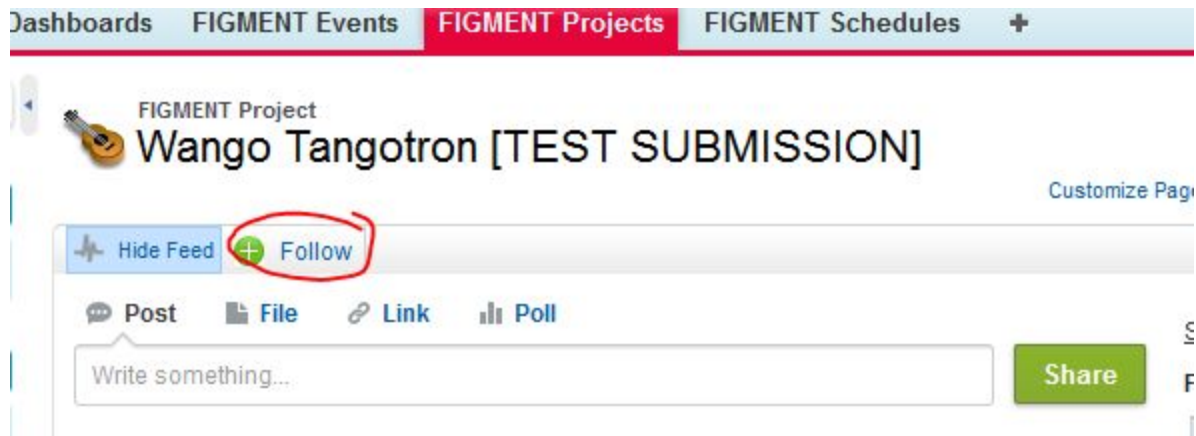 Dashboards FIGMENT Events FIGMENT Projects FIGMENT Schedules +
FIGMENT Project
Wango Tangotron [TEST SUBMISSION]
Customize Page
Hide Feed Follow
Post File Link Poll
Write something...
Share